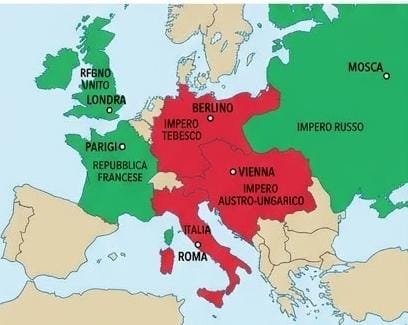 MOSCA
RFGNO
UNITO
LONDRA
BERLINO
IMPERO
TEBESCO
IMPERO RUSSO
PARIGI
REPUBBLICA
FRANCESE
VIENNA
IMPERO
AUSTRO-UNGARICO
ITALIA
ROMA